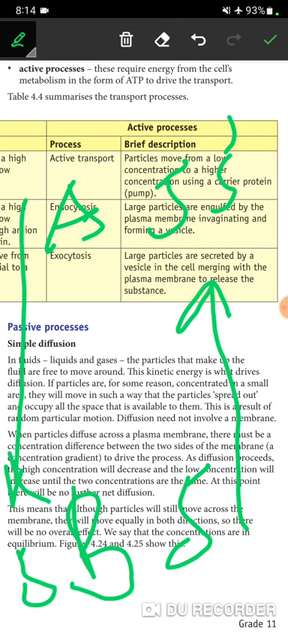 8:14
93%
• active processes – these require energy from the cell's
metabolism in the form of ATP to drive the transport.
Table 4.4 summarises the transport processes.
Active processes
Process Brief description
a high Active transport Particles move from a low
ow concentration to a higher
concentration using a carrier protein
(pump).
a high Endocytosis Large particles are engulfed by the
ow plasma membrane invaginating and
gh an ion forming a vesicle.
in.
ve from Exocytosis Large particles are secreted by a
ial to a vesicle in the cell merging with the
plasma membrane to release the
substance.
Passive processes
Simple diffusion
In fluids – liquids and gases – the particles that make up the
fluid are free to move around. This kinetic energy is what drives
diffusion. If particles are, for some reason, concentrated in a small
area, they will move in such a way that the particles 'spread out'
and occupy all the space that is available to them. This is a result of
random particle motion. Diffusion need not involve a membrane.
When particles diffuse across a plasma membrane, there must be a
concentration difference between the two sides of the membrane (a
concentration gradient) to drive the process. As diffusion proceeds,
the high concentration will decrease and the low concentration will
increase until the two concentrations are the same. At this point
there will be no further net diffusion.
This means that although particles will still move across the
membrane, they will move equally in both directions, so there
will be no overall effect. We say that the concentrations are in
equilibrium. Figures 4.24 and 4.25 show this.
DU RECORDER
Grade 11